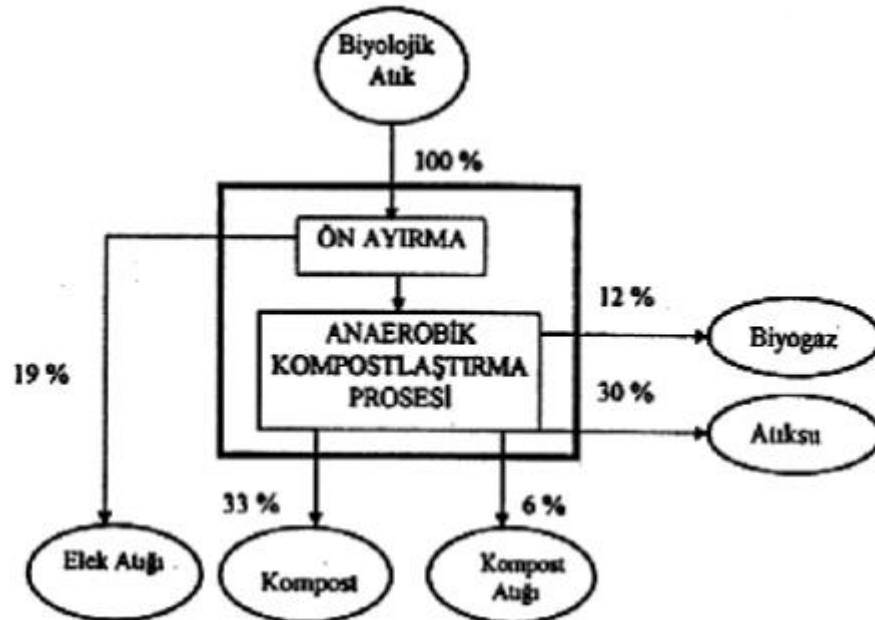 Biyolojik
Atık
100 %
ÖN AYIRMA
ANAEROBİK
KOMPOSTLAŞTIRMA
PROSESİ
12 %
Biyogaz
19 %
30 %
Atıksu
33 %
6 %
Elek Atığı
Kompost
Kompost
Atığı